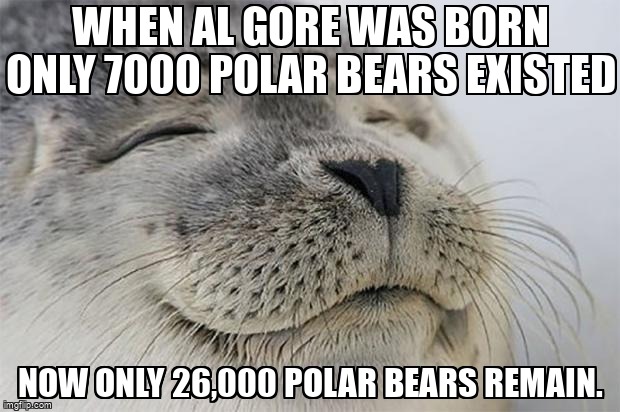 WHEN AL GORE WAS BORN
ONLY 7000 POLAR BEARS EXISTED
NOW ONLY 26,000 POLAR BEARS REMAIN.
imgflip.com